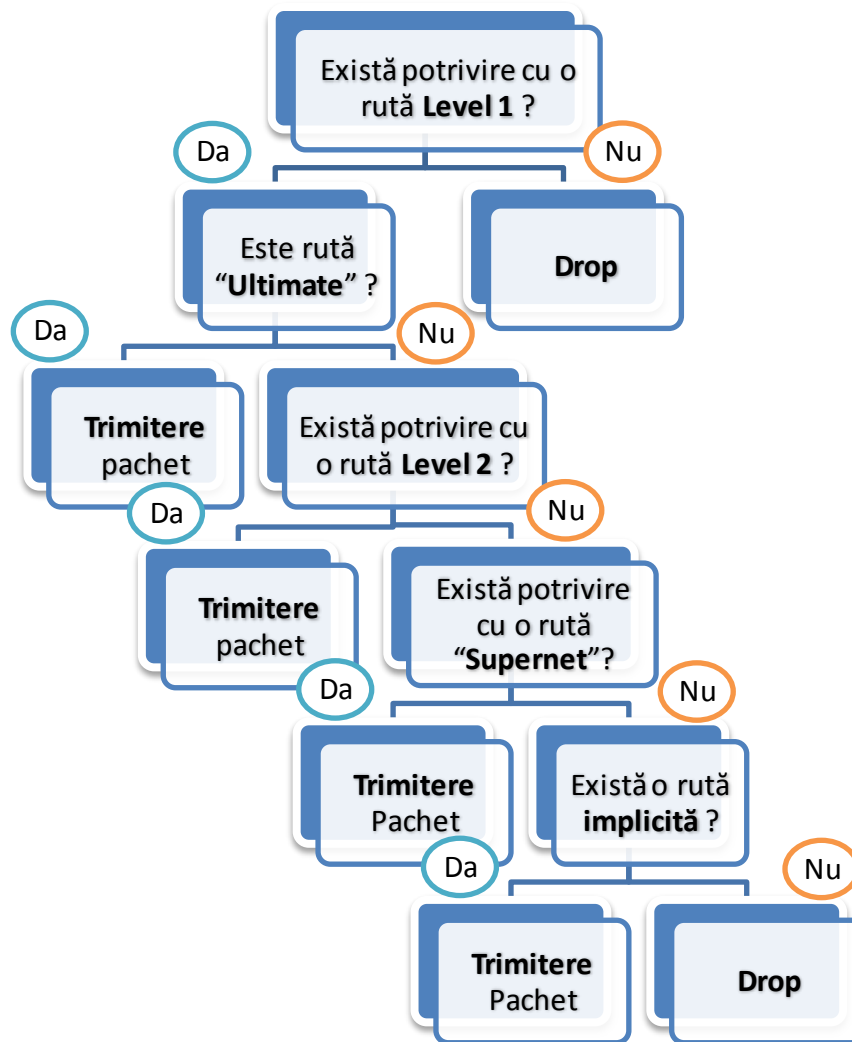 Există potrivire cu o
rută Level 1 ?
Da
Nu
Este rută
“Ultimate” ?
Drop
Da
Nu
Trimitere
pachet
Există potrivire cu
o rută Level 2 ?
Da
Nu
Trimitere
pachet
Există potrivire
cu o rută
“Supernet”?
Da
Nu
Trimitere
Pachet
Există o rută
implicită ?
Da
Nu
Trimitere
Pachet
Drop